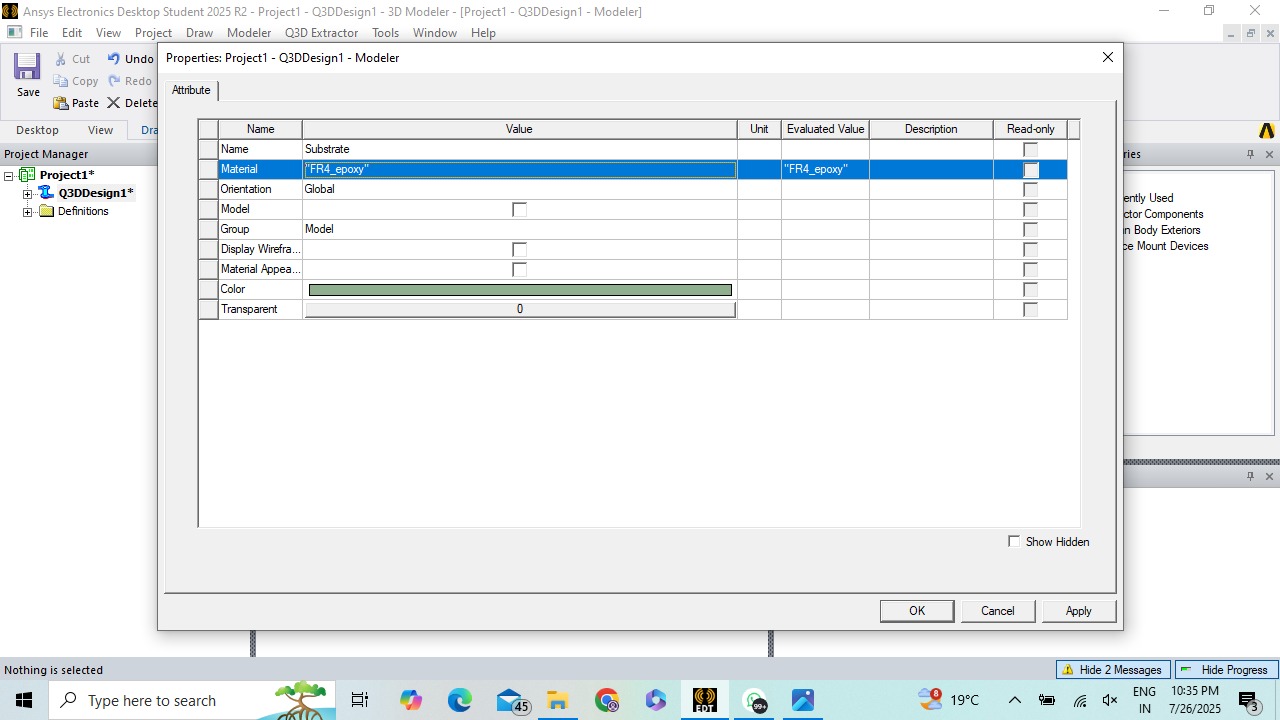 Ansys Electronics Desktop Student 2025 R2 - Project1 - Q3DDesign1 - 3D Modeler - [Project1 - Q3DDesign1 - Modeler]
File Edit View Project Draw Modeler Q3D Extractor Tools Window Help
Properties: Project1 - Q3DDesign1 - Modeler
Save
Cut Undo
Copy Redo
Paste Delete
Desktop View Dra
Attribute
Project Manager
Project1*
Q3DDesign1*
Definitions
Name Value Unit Evaluated Value Description Read-only
Name Substrate
Material "FR4_epoxy" "FR4_epoxy"
Orientation Global
Model
Group Model
Display Wirefra...
Material Appea...
Color
Transparent 0
ries
ently Used
ctor Components
n Body Exteriors
ce Mount Devices
Show Hidden
OK Cancel Apply
Nothing is selected
Hide 2 Messages Hide Progress
Type here to search
45
EDT
99+
8
19°C
ENG
IN
10:35 PM
7/26/2025
3